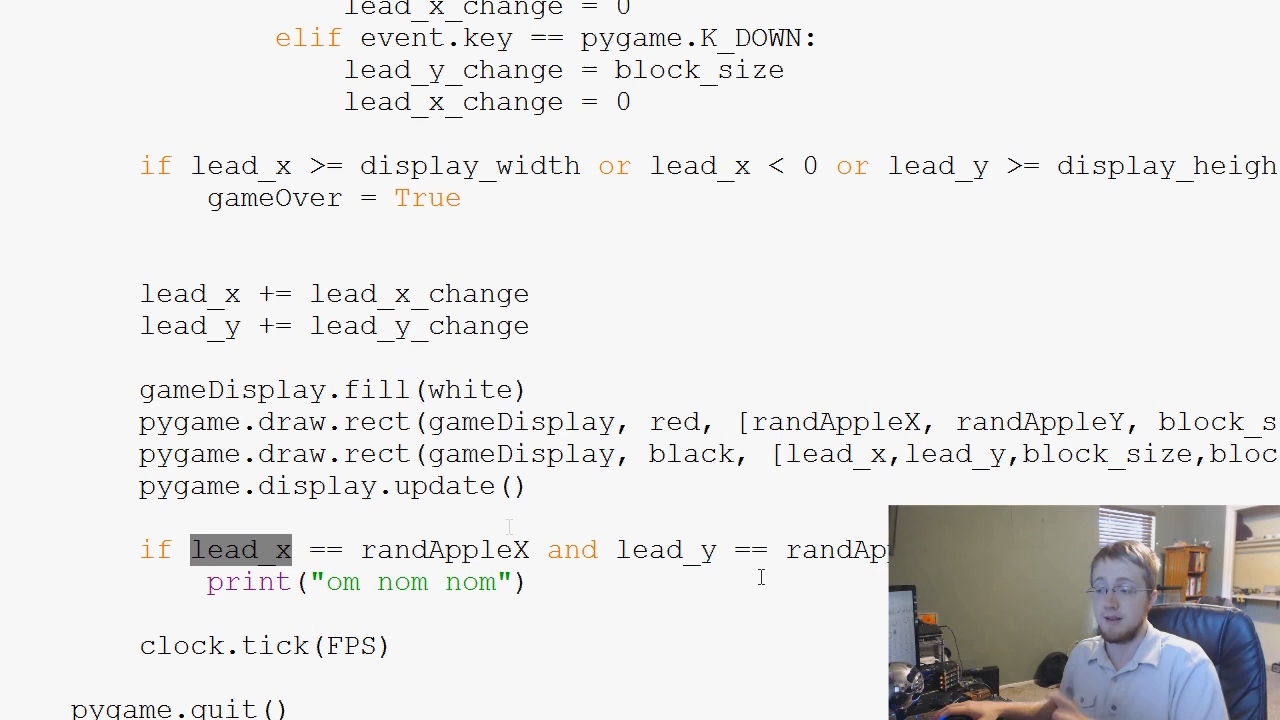 lead_x_change = 0
elif event.key == pygame.K_DOWN:
lead_y_change = block_size
lead_x_change = 0
if lead_x >= display_width or lead_x < 0 or lead_y >= display_heigh
gameOver = True
lead_x += lead_x_change
lead_y += lead_y_change
gameDisplay.fill(white)
pygame.draw.rect(gameDisplay, red, [randAppleX, randAppleY, block_s
pygame.draw.rect(gameDisplay, black, [lead_x,lead_y,block_size,bloc
pygame.display.update()
if lead_x == randAppleX and lead_y == randAp
print("om nom nom")
clock.tick(FPS)
pygame.quit()